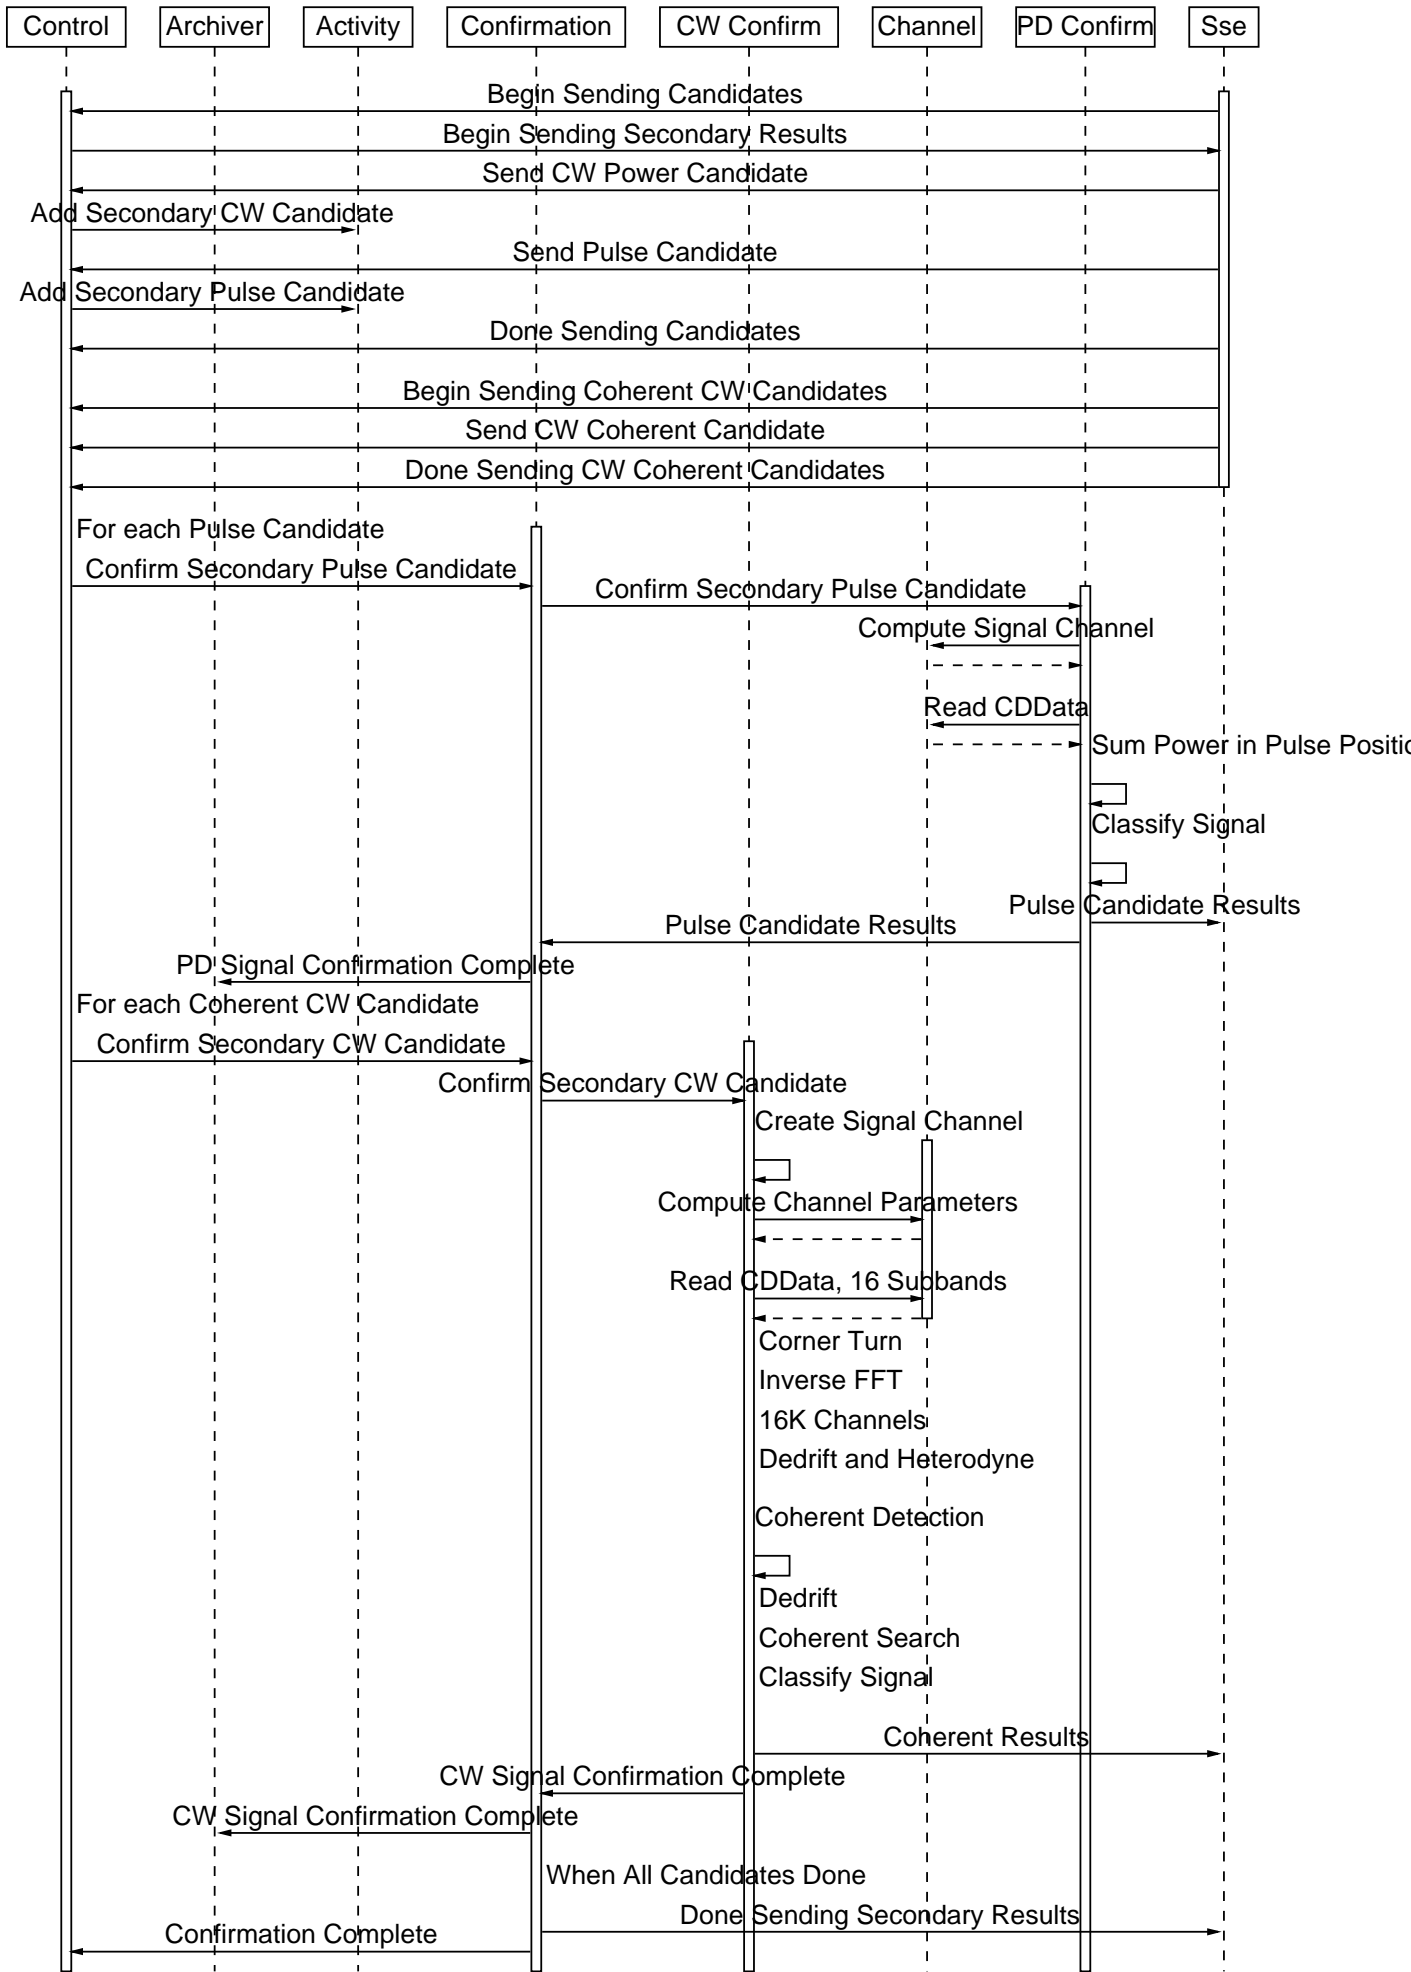 Control
Archiver
Activity
Confirmation
CW Confirm
Channel
PD Confirm
Sse
Begin Sending Candidates
Begin Sending Secondary Results
Send CW Power Candidate
Add Secondary CW Candidate
Send Pulse Candidate
Add Secondary Pulse Candidate
Done Sending Candidates
Begin Sending Coherent CW Candidates
Send CW Coherent Candidate
Done Sending CW Coherent Candidates
For each Pulse Candidate
Confirm Secondary Pulse Candidate
Confirm Secondary Pulse Candidate
Compute Signal Channel
Read CDData
Sum Power in Pulse Positio
Classify Signal
Pulse Candidate Results
Pulse Candidate Results
PD Signal Confirmation Complete
For each Coherent CW Candidate
Confirm Secondary CW Candidate
Confirm Secondary CW Candidate
Create Signal Channel
Compute Channel Parameters
Read CDData, 16 Subbands
Corner Turn
Inverse FFT
16K Channels
Dedrift and Heterodyne
Coherent Detection
Dedrift
Coherent Search
Classify Signal
Coherent Results
CW Signal Confirmation Complete
CW Signal Confirmation Complete
When All Candidates Done
Done Sending Secondary Results
Confirmation Complete